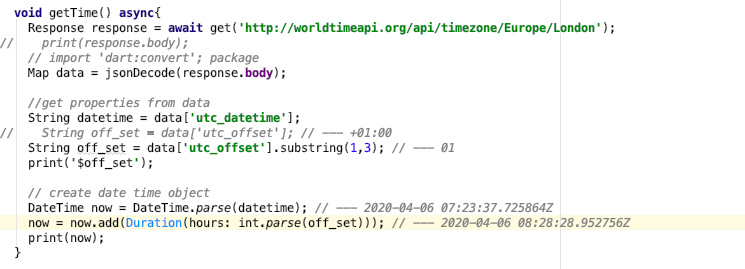 void getTime() async{
Response response = await get('http://worldtimeapi.org/api/timezone/Europe/London');
// print(response.body);
// import 'dart:convert'; package
Map data = jsonDecode(response.body);
//get properties from data
String datetime = data['utc_datetime'];
// String off_set = data['utc_offset']; // --- +01:00
String off_set = data['utc_offset'].substring(1,3); // --- 01
print('$off_set');
// create date time object
DateTime now = DateTime.parse(datetime); // --- 2020-04-06 07:23:37.725864Z
now = now.add(Duration(hours: int.parse(off_set))); // --- 2020-04-06 08:28:28.952756Z
print(now);
}